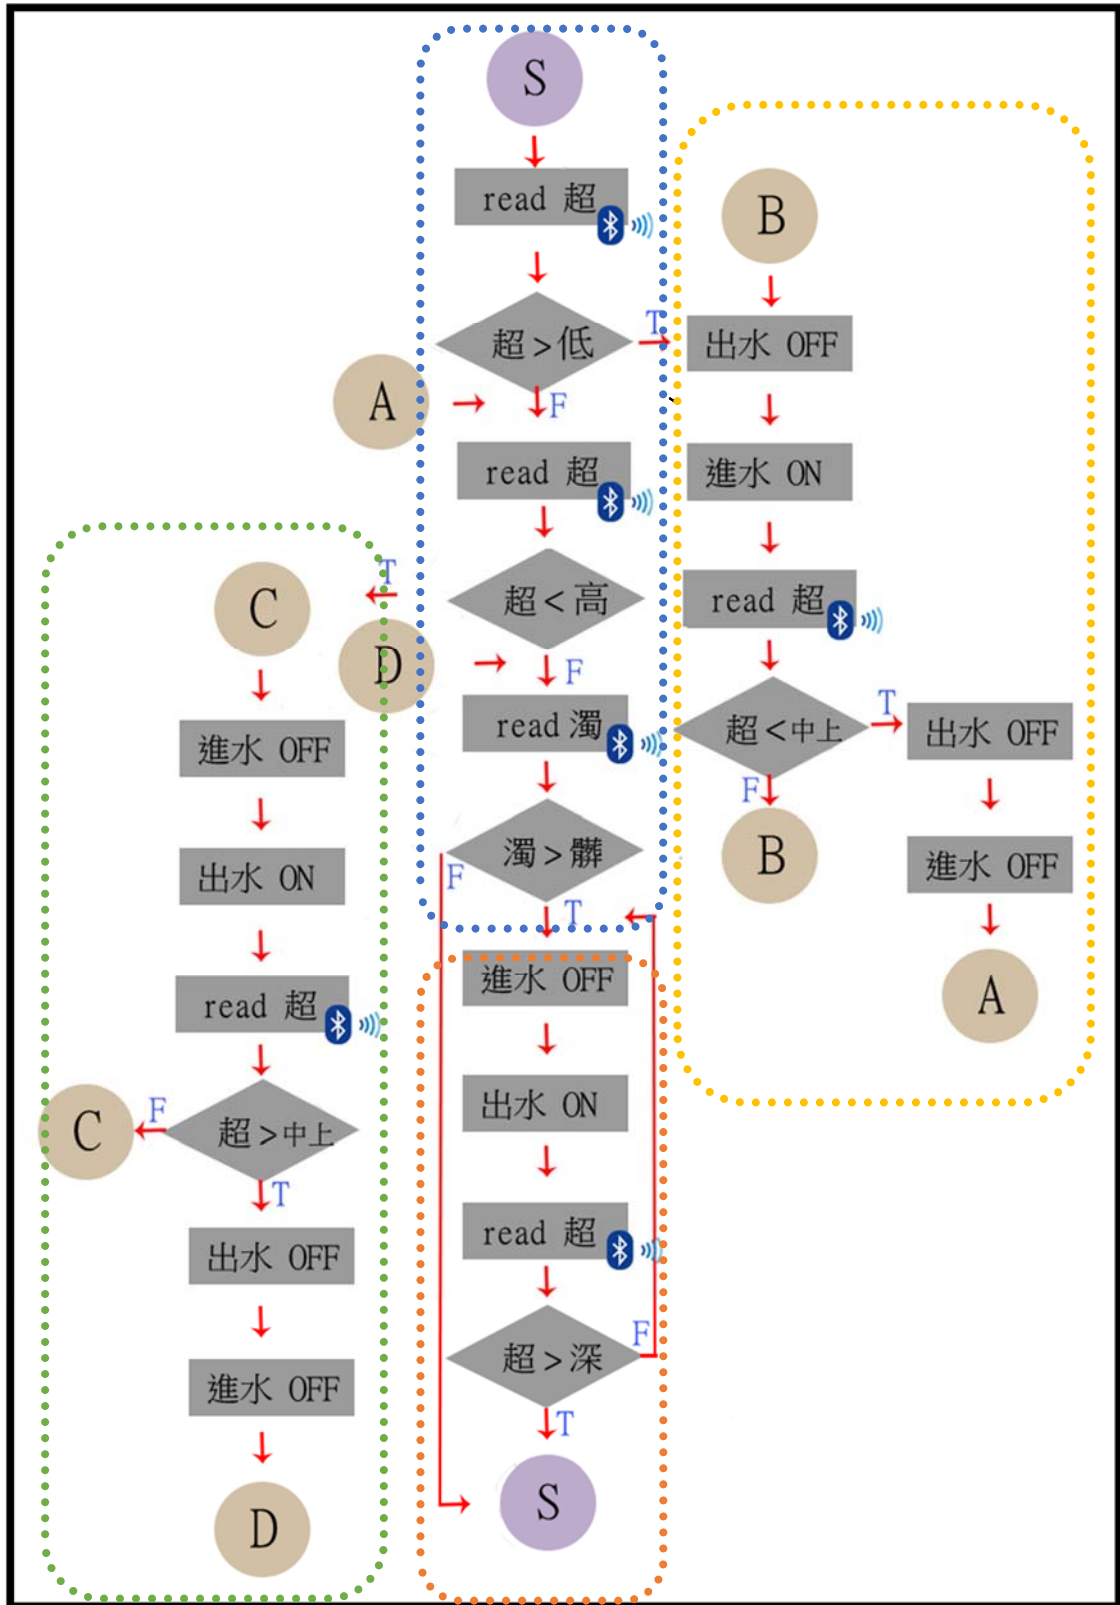 S
read 超
超>低
T
F
A
read 超
超<高
T
F
D
read 濁
濁>髒
F
T
進水 OFF
出水 ON
read 超
超>深
F
T
S
B
出水 OFF
進水 ON
read 超
超<中上
T
F
B
出水 OFF
進水 OFF
A
C
進水 OFF
出水 ON
read 超
超>中上
F
C
T
出水 OFF
進水 OFF
D